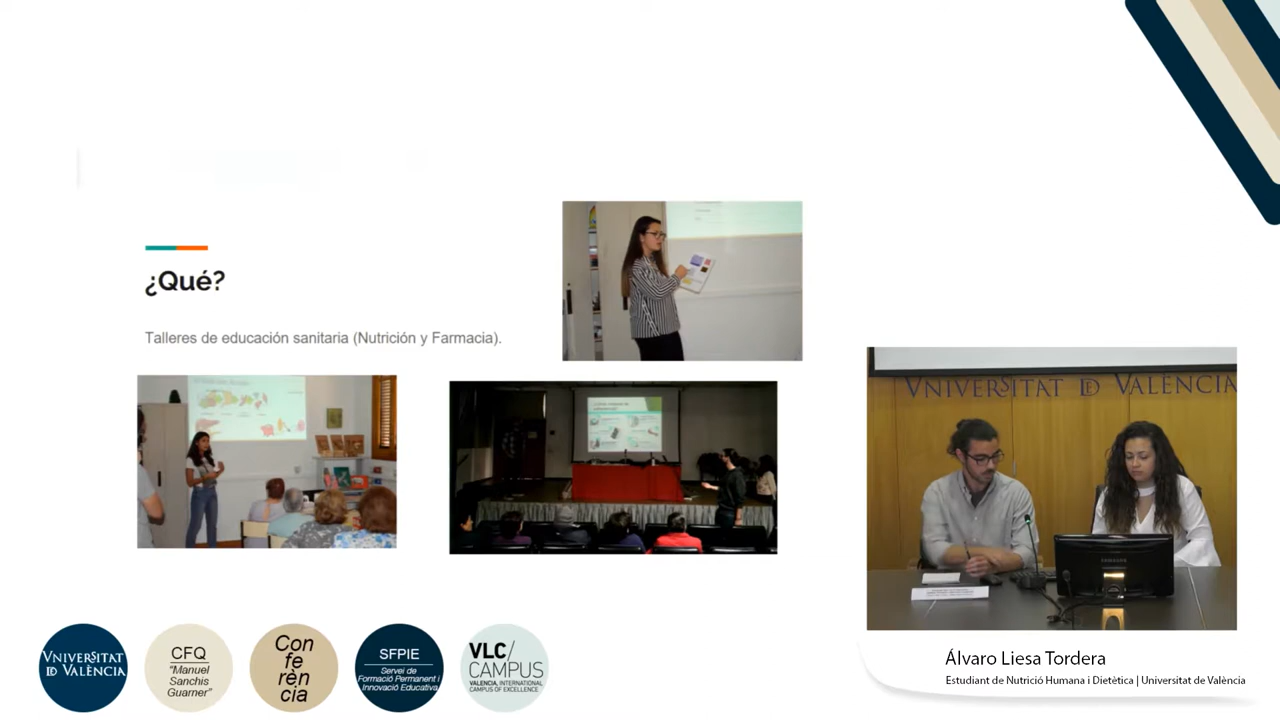 ¿Qué?
Talleres de educación sanitaria (Nutrición y Farmacia).
VNIVERSITAT
DE VALÈNCIA
SAMSUNG
VNIVERSITAT
DE VALÈNCIA
CFQ
"Manuel
Sanchis
Guarner"
Con
fe
rèn
cia
SFPIE
Servei de
Formació Permanent i
Innovació Educativa
VLC/
CAMPUS
VALENCIA, INTERNATIONAL
CAMPUS OF EXCELLENCE
Álvaro Liesa Tordera
Estudiant de Nutrició Humana i Dietètica | Universitat de València